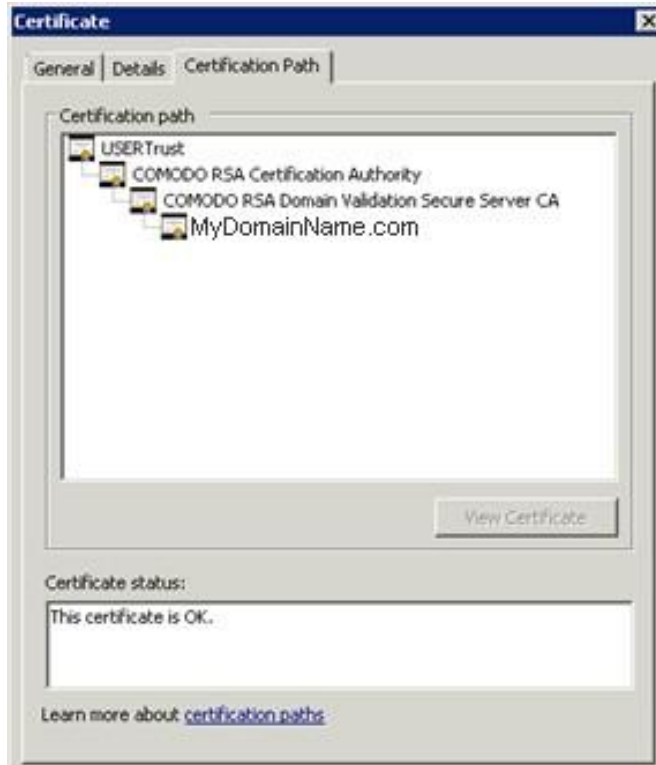 Certificate
General Details Certification Path
Certification path
USERTrust
COMODO RSA Certification Authority
COMODO RSA Domain Validation Secure Server CA
MyDomainName.com
View Certificate
Certificate status:
This certificate is OK.
Learn more about certification paths